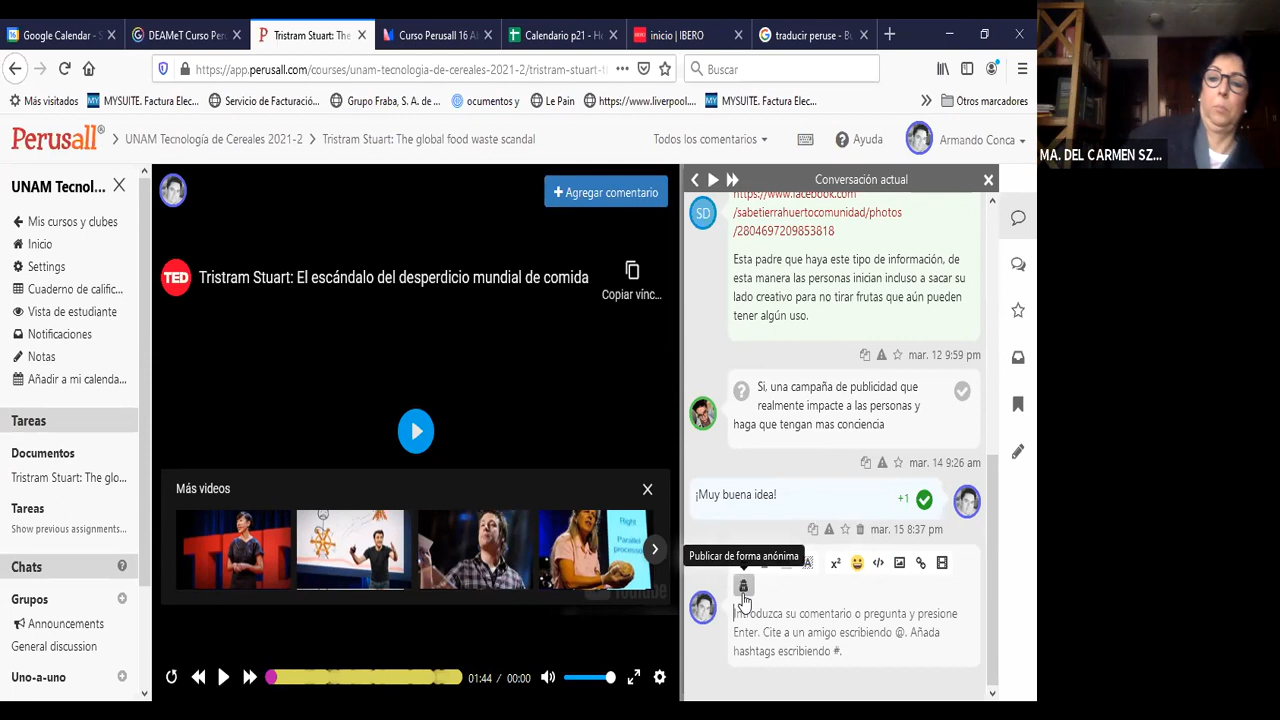 Google Calendar - S
DEAMeT Curso Peru
Tristram Stuart: The
Curso Perusall 16 A
Calendario p21 - Ho
inicio | IBERO
traducir peruse - Bu
https://app.perusall.com/courses/unam-tecnologia-de-cereales-2021-2/tristram-stuart-t
Buscar
Más visitados
MYSUITE. Factura Elec...
Servicio de Facturació...
Grupo Fraba, S. A. de ...
ocumentos y
Le Pain
https://www.liverpool....
MYSUITE. Factura Elec...
Otros marcadores
Perusall
UNAM Tecnología de Cereales 2021-2
Tristram Stuart: The global food waste scandal
Todos los comentarios
Ayuda
Armando Conca
MA. DEL CARMEN SZ...
UNAM Tecnol...
Mis cursos y clubes
Inicio
Settings
Cuaderno de calific...
Vista de estudiante
Notificaciones
Notas
Añadir a mi calenda...
Tareas
Documentos
Tristram Stuart: The glo...
Tareas
Show previous assignments...
Chats
Grupos
Announcements
General discussion
Uno-a-uno
Agregar comentario
TED
Tristram Stuart: El escándalo del desperdicio mundial de comida
Copiar vínc...
Más videos
Right
Parallel
processo
YouTube
01:44 / 00:00
Conversación actual
https://www.facebook.com
/sabetierrahuertocomunidad/photos
/2804697209853818
SD
Esta padre que haya este tipo de información, de
esta manera las personas inician incluso a sacar su
lado creativo para no tirar frutas que aún pueden
tener algún uso.
mar. 12 9:59 pm
Si, una campaña de publicidad que
realmente impacte a las personas y
haga que tengan mas conciencia
mar. 14 9:26 am
¡Muy buena idea!
+1
mar. 15 8:37 pm
Publicar de forma anónima
x²
Introduzca su comentario o pregunta y presione
Enter. Cite a un amigo escribiendo @. Añada
hashtags escribiendo #.